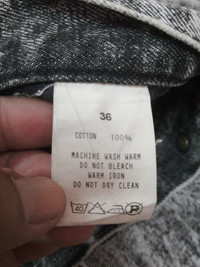 36
COTTON 100%
MACHINE WASH WARM
DO NOT BLEACH
WARM IRON
DO NOT DRY CLEAN